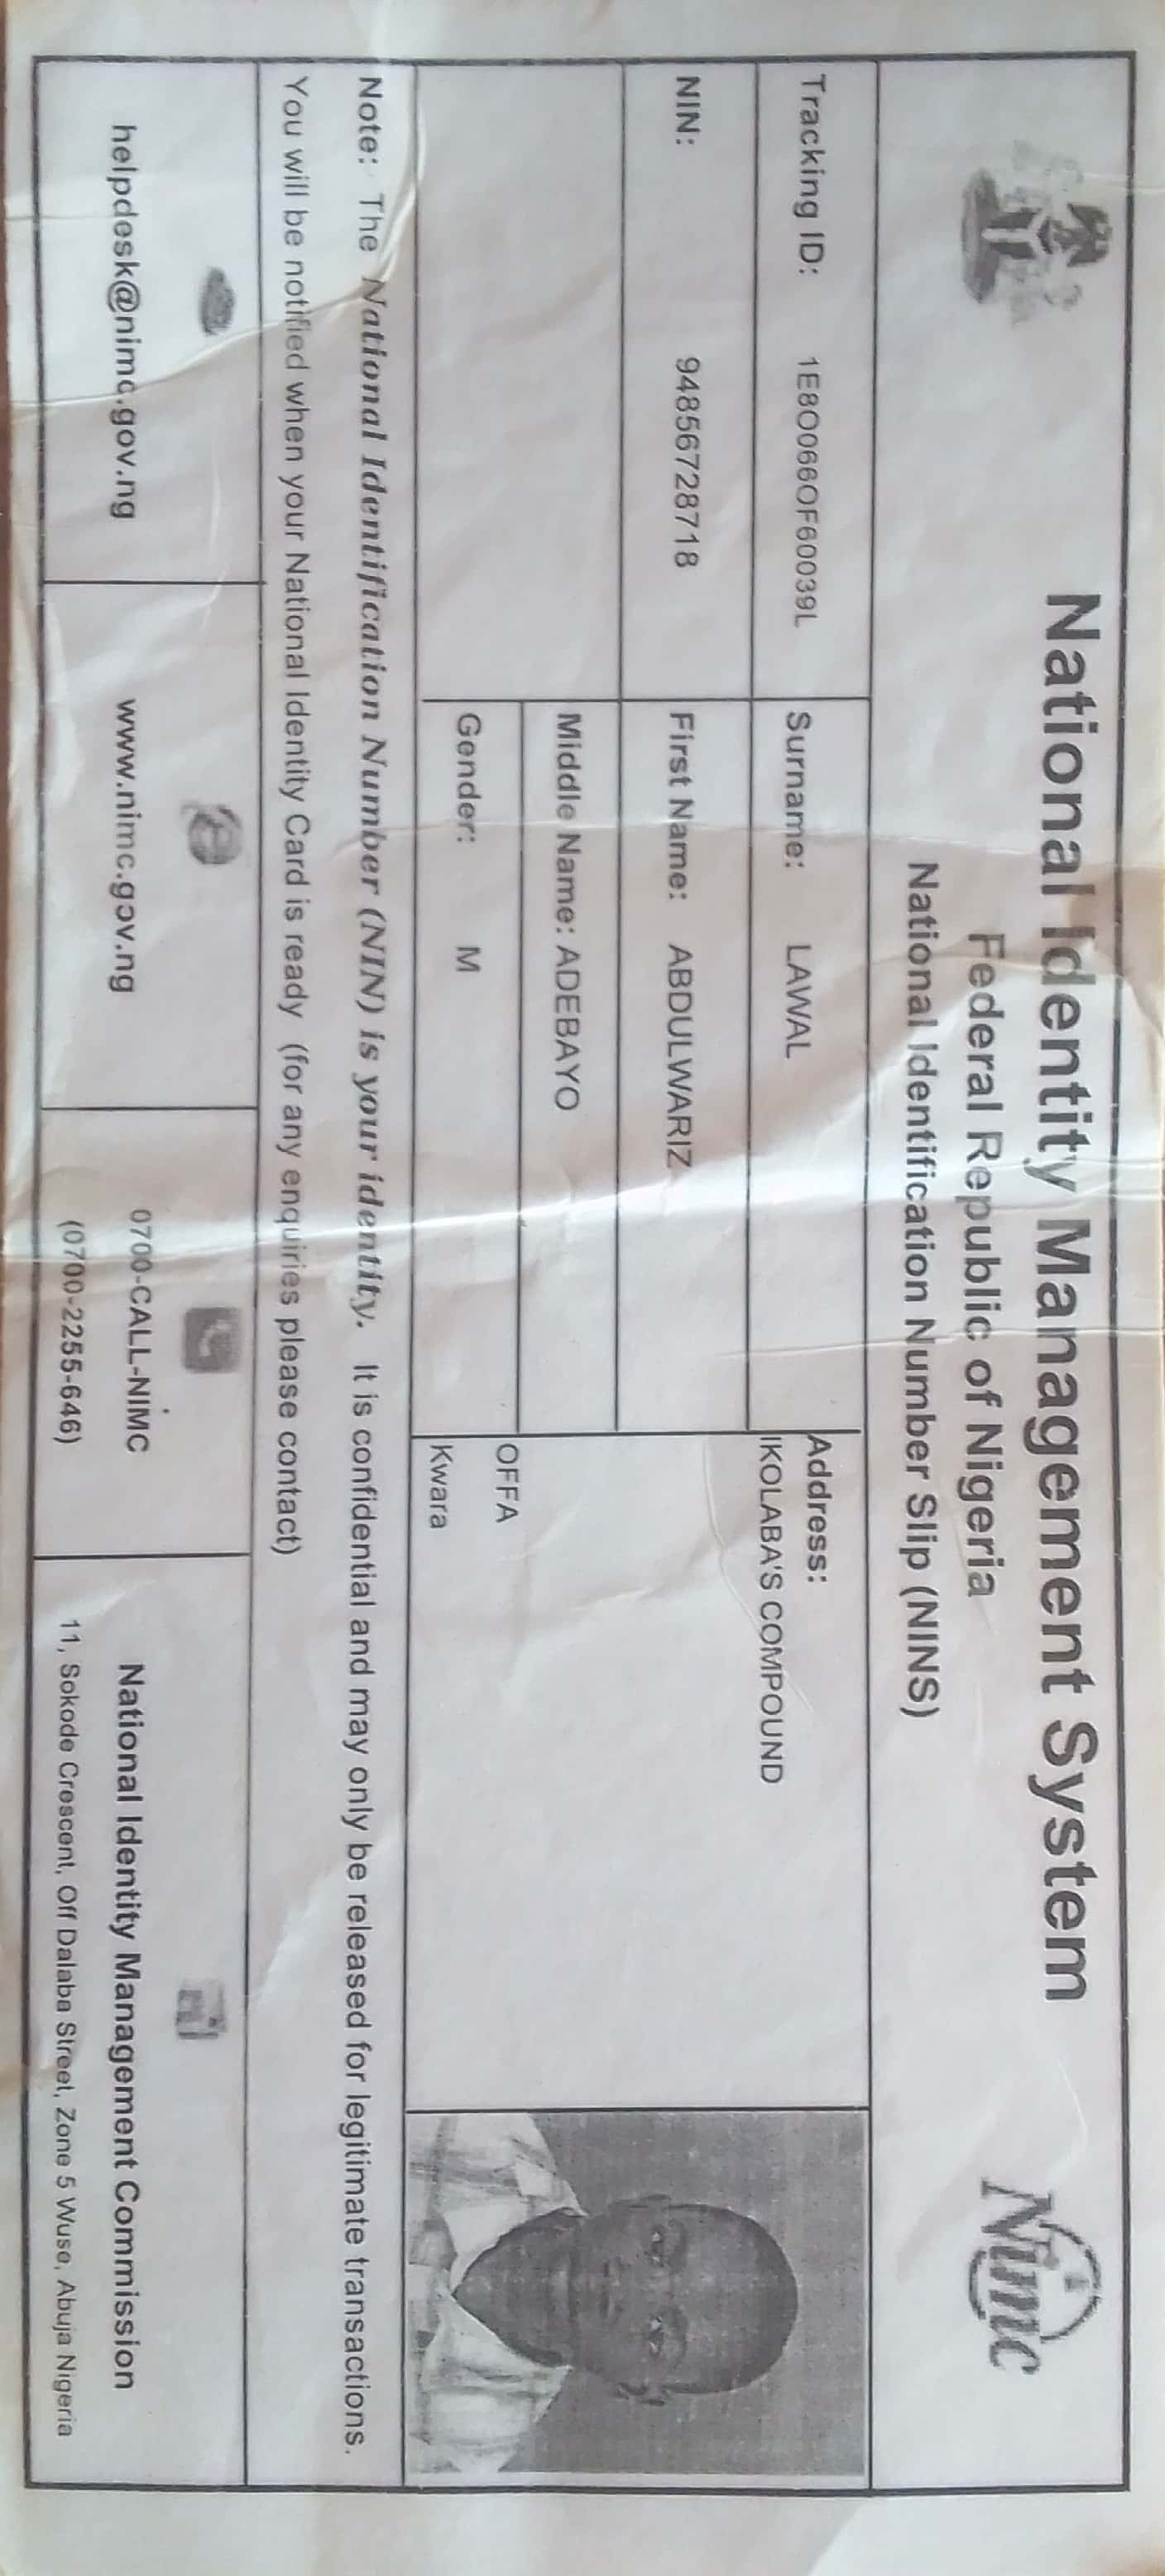 National Identity Management System
Federal Republic of Nigeria
National Identification Number Slip (NINS)
Nimc
Tracking ID: 1E8O066OF60039L
Surname: LAWAL
Address:
IKOLABA'S COMPOUND
NIN: 94856728718
First Name: ABDULWARIZ
Middle Name: ADEBAYO
OFFA
Gender: M
Kwara
Note: The National Identification Number (NIN) is your identity. It is confidential and may only be released for legitimate transactions.
You will be notified when your National Identity Card is ready (for any enquiries please contact)
helpdesk@nimc.gov.ng
www.nimc.gov.ng
0700-CALL-NIMC
(0700-2255-646)
National Identity Management Commission
11, Sokode Crescent, Off Dalaba Street, Zone 5 Wuse, Abuja Nigeria